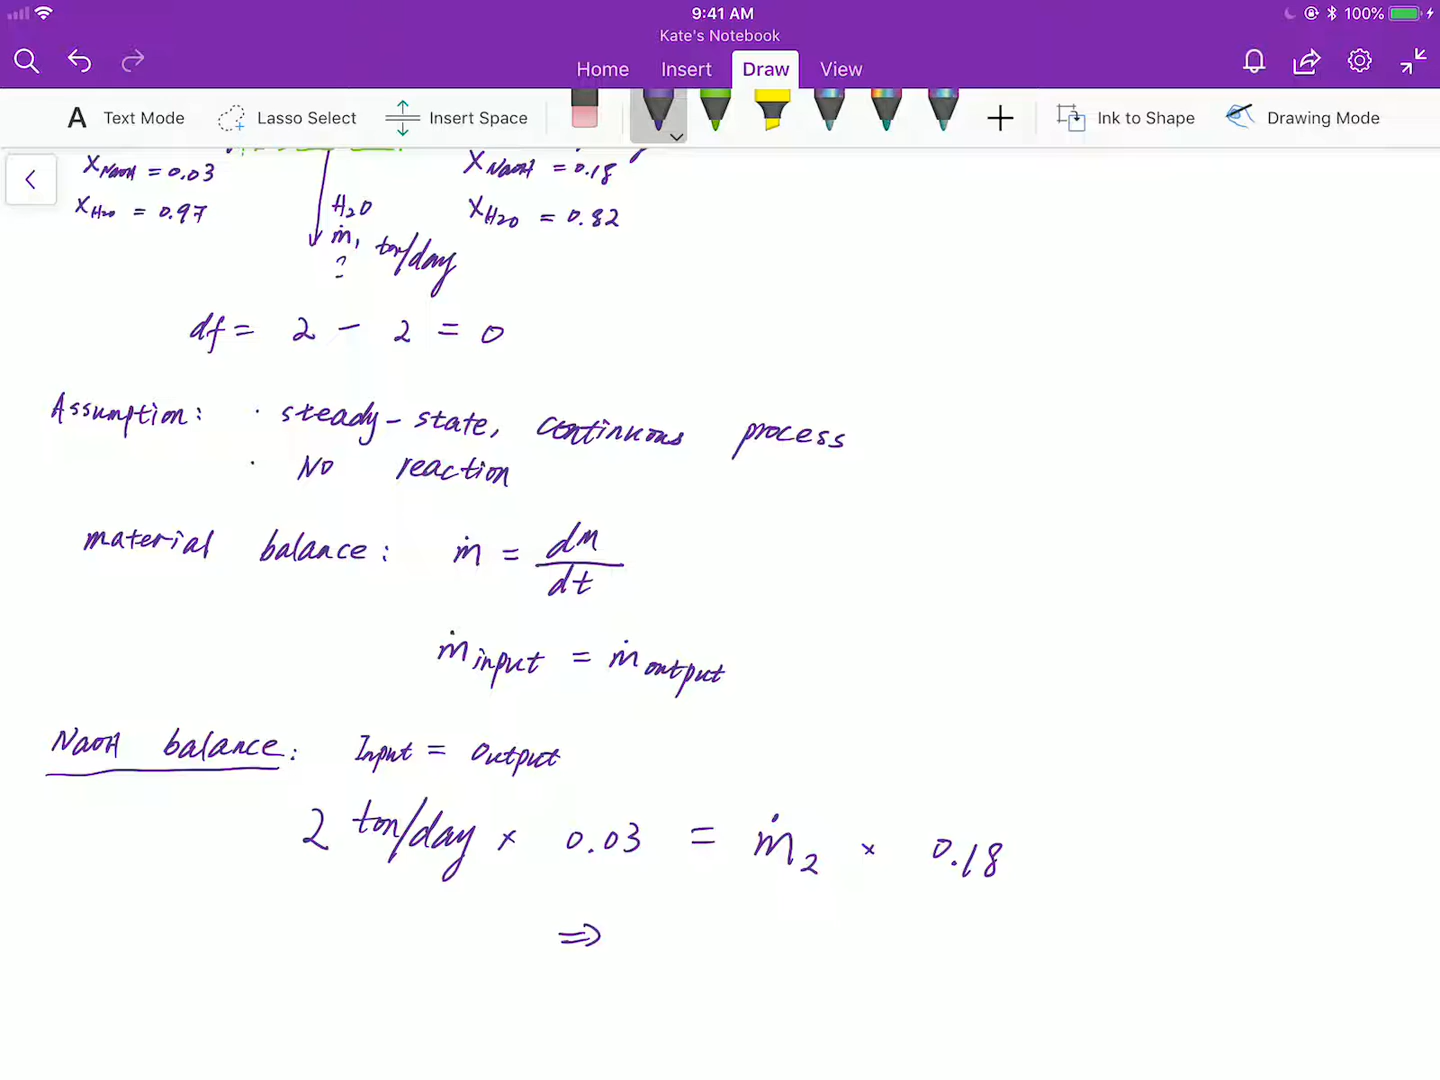 9:41 AM
100%
Kate's Notebook
Home Insert Draw View
A Text Mode Lasso Select Insert Space Ink to Shape Drawing Mode
X NaOH = 0.03
X NaOH = 0.18
X H2O = 0.97
H2O
X H2O = 0.82
ṁ1 ton/day
?
df = 2 - 2 = 0
Assumption: · steady-state, continuous process
· No reaction
material balance: ṁ = dm/dt
ṁ input = ṁ output
NaOH balance: Input = Output
2 ton/day × 0.03 = ṁ2 × 0.18
⇒